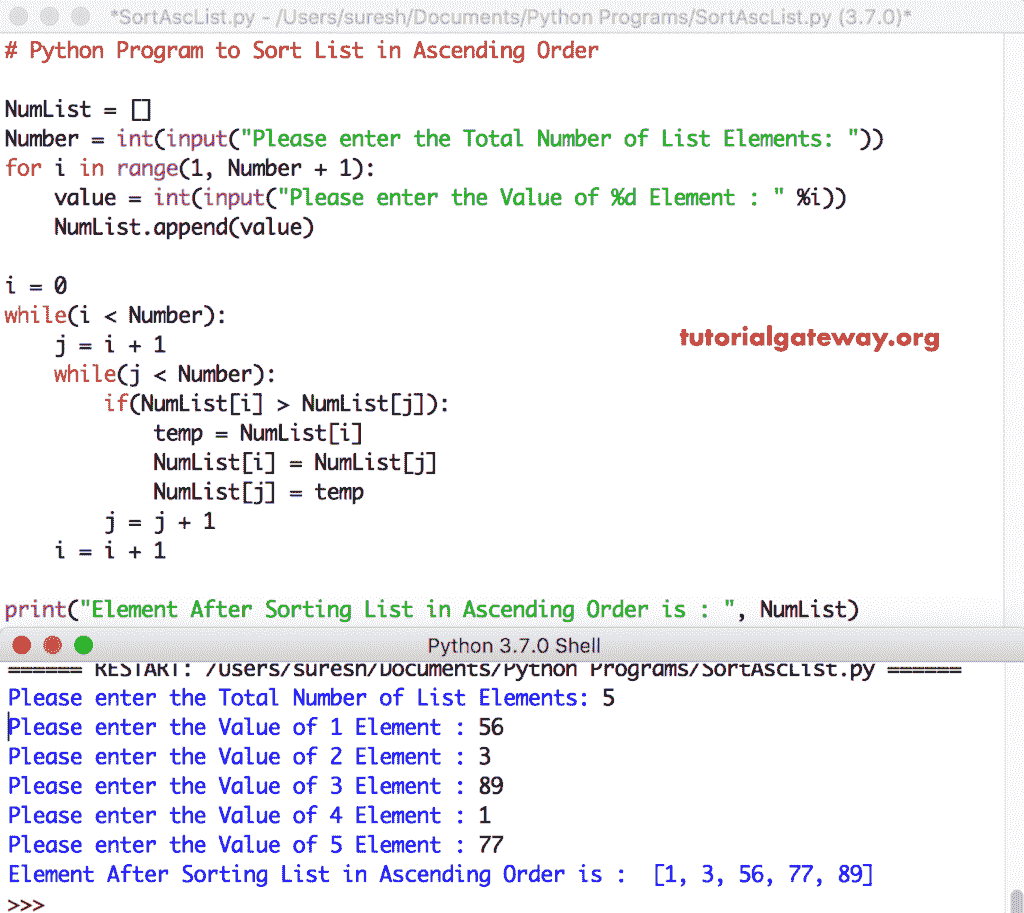 *SortAscList.py - /Users/suresh/Documents/Python Programs/SortAscList.py (3.7.0)*
# Python Program to Sort List in Ascending Order
NumList = []
Number = int(input("Please enter the Total Number of List Elements: "))
for i in range(1, Number + 1):
    value = int(input("Please enter the Value of %d Element : " %i))
    NumList.append(value)
i = 0
while(i < Number):
    j = i + 1
    while(j < Number):
        if(NumList[i] > NumList[j]):
            temp = NumList[i]
            NumList[i] = NumList[j]
            NumList[j] = temp
        j = j + 1
    i = i + 1
tutorialgateway.org
print("Element After Sorting List in Ascending Order is : ", NumList)
Python 3.7.0 Shell
====== RESTART: /Users/suresh/Documents/Python Programs/SortAscList.py ======
Please enter the Total Number of List Elements: 5
Please enter the Value of 1 Element : 56
Please enter the Value of 2 Element : 3
Please enter the Value of 3 Element : 89
Please enter the Value of 4 Element : 1
Please enter the Value of 5 Element : 77
Element After Sorting List in Ascending Order is :  [1, 3, 56, 77, 89]
>>>